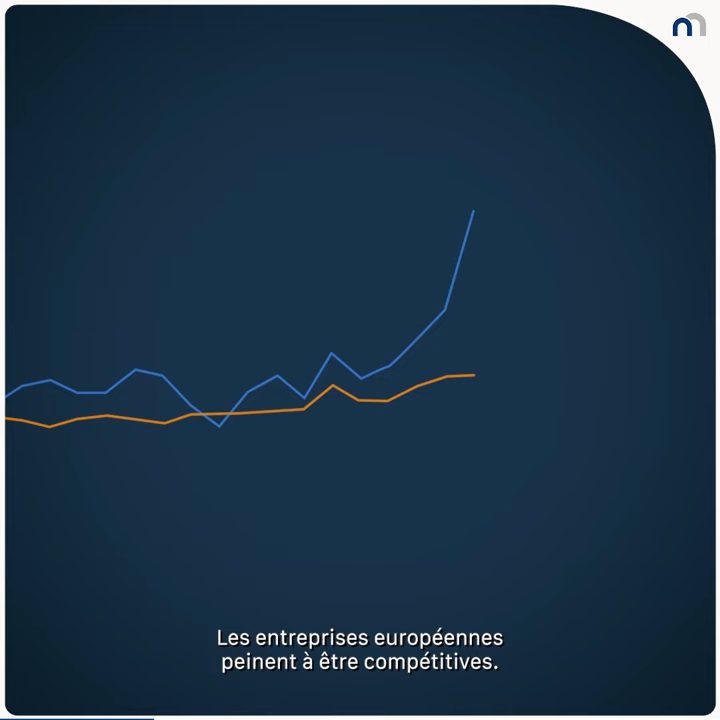 Les entreprises européennes
peinent à être compétitives.